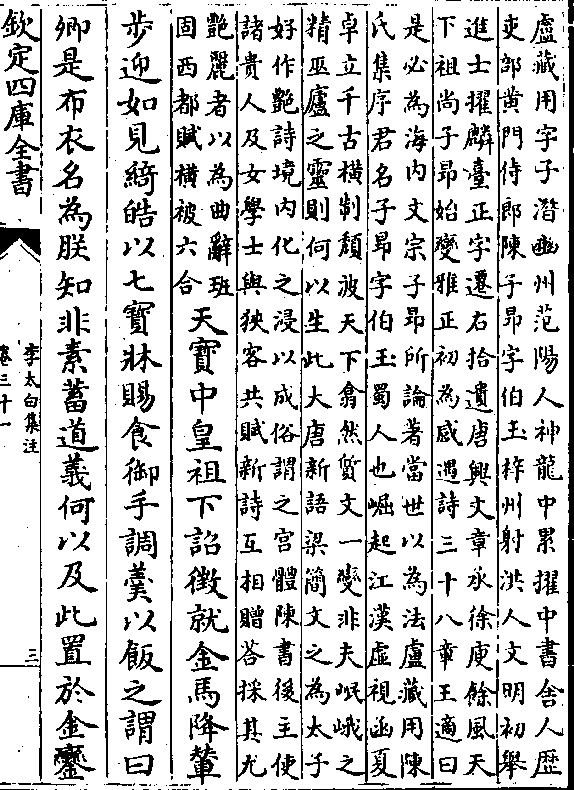 盧藏用字子潛幽州范陽人神龍中累擢中書舍人歴
吏部黄門侍郎陳子昻字伯玉梓州射洪人文明初舉
進士擢麟臺正字遷右拾遺唐興文章承徐庾餘風天
下祖尚子昻始變雅正初為感遇詩三十八章王適曰
是必為海内文宗子昻所論著當世以為法盧藏用陳
氏集序君名子昻字伯玉蜀人也崛起江漢虛視函夏
卓立千古横制頽波天下翕然質文一變非夫岷峨之
精巫廬之靈則何以生此大唐新語梁簡文之為太子
好作艶詩境内化之浸以成俗謂之宫體陳書後主使
諸貴人及女學士與狹客共賦新詩互相贈荅採其尤
艶麗者以為曲辭班
固西都賦横被六合
天寶中皇祖下詔徴就金馬降輦
步迎如見綺皓以七寶牀賜食御手調羮以飯之謂曰
卿是布衣名為朕知非素蓄道義何以及此置於金鑾
欽定四庫全書
李太白集注
卷三十一
三